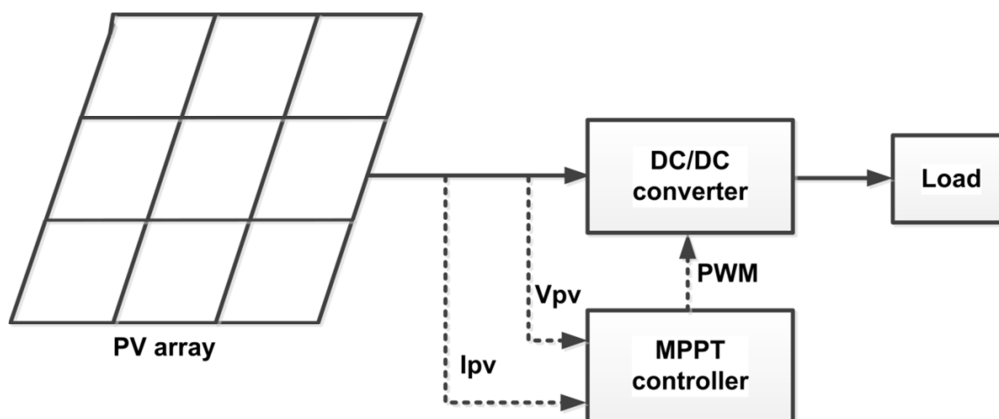 DC/DC
converter
Load
PWM
Vpv
MPPT
controller
Ipv
PV array